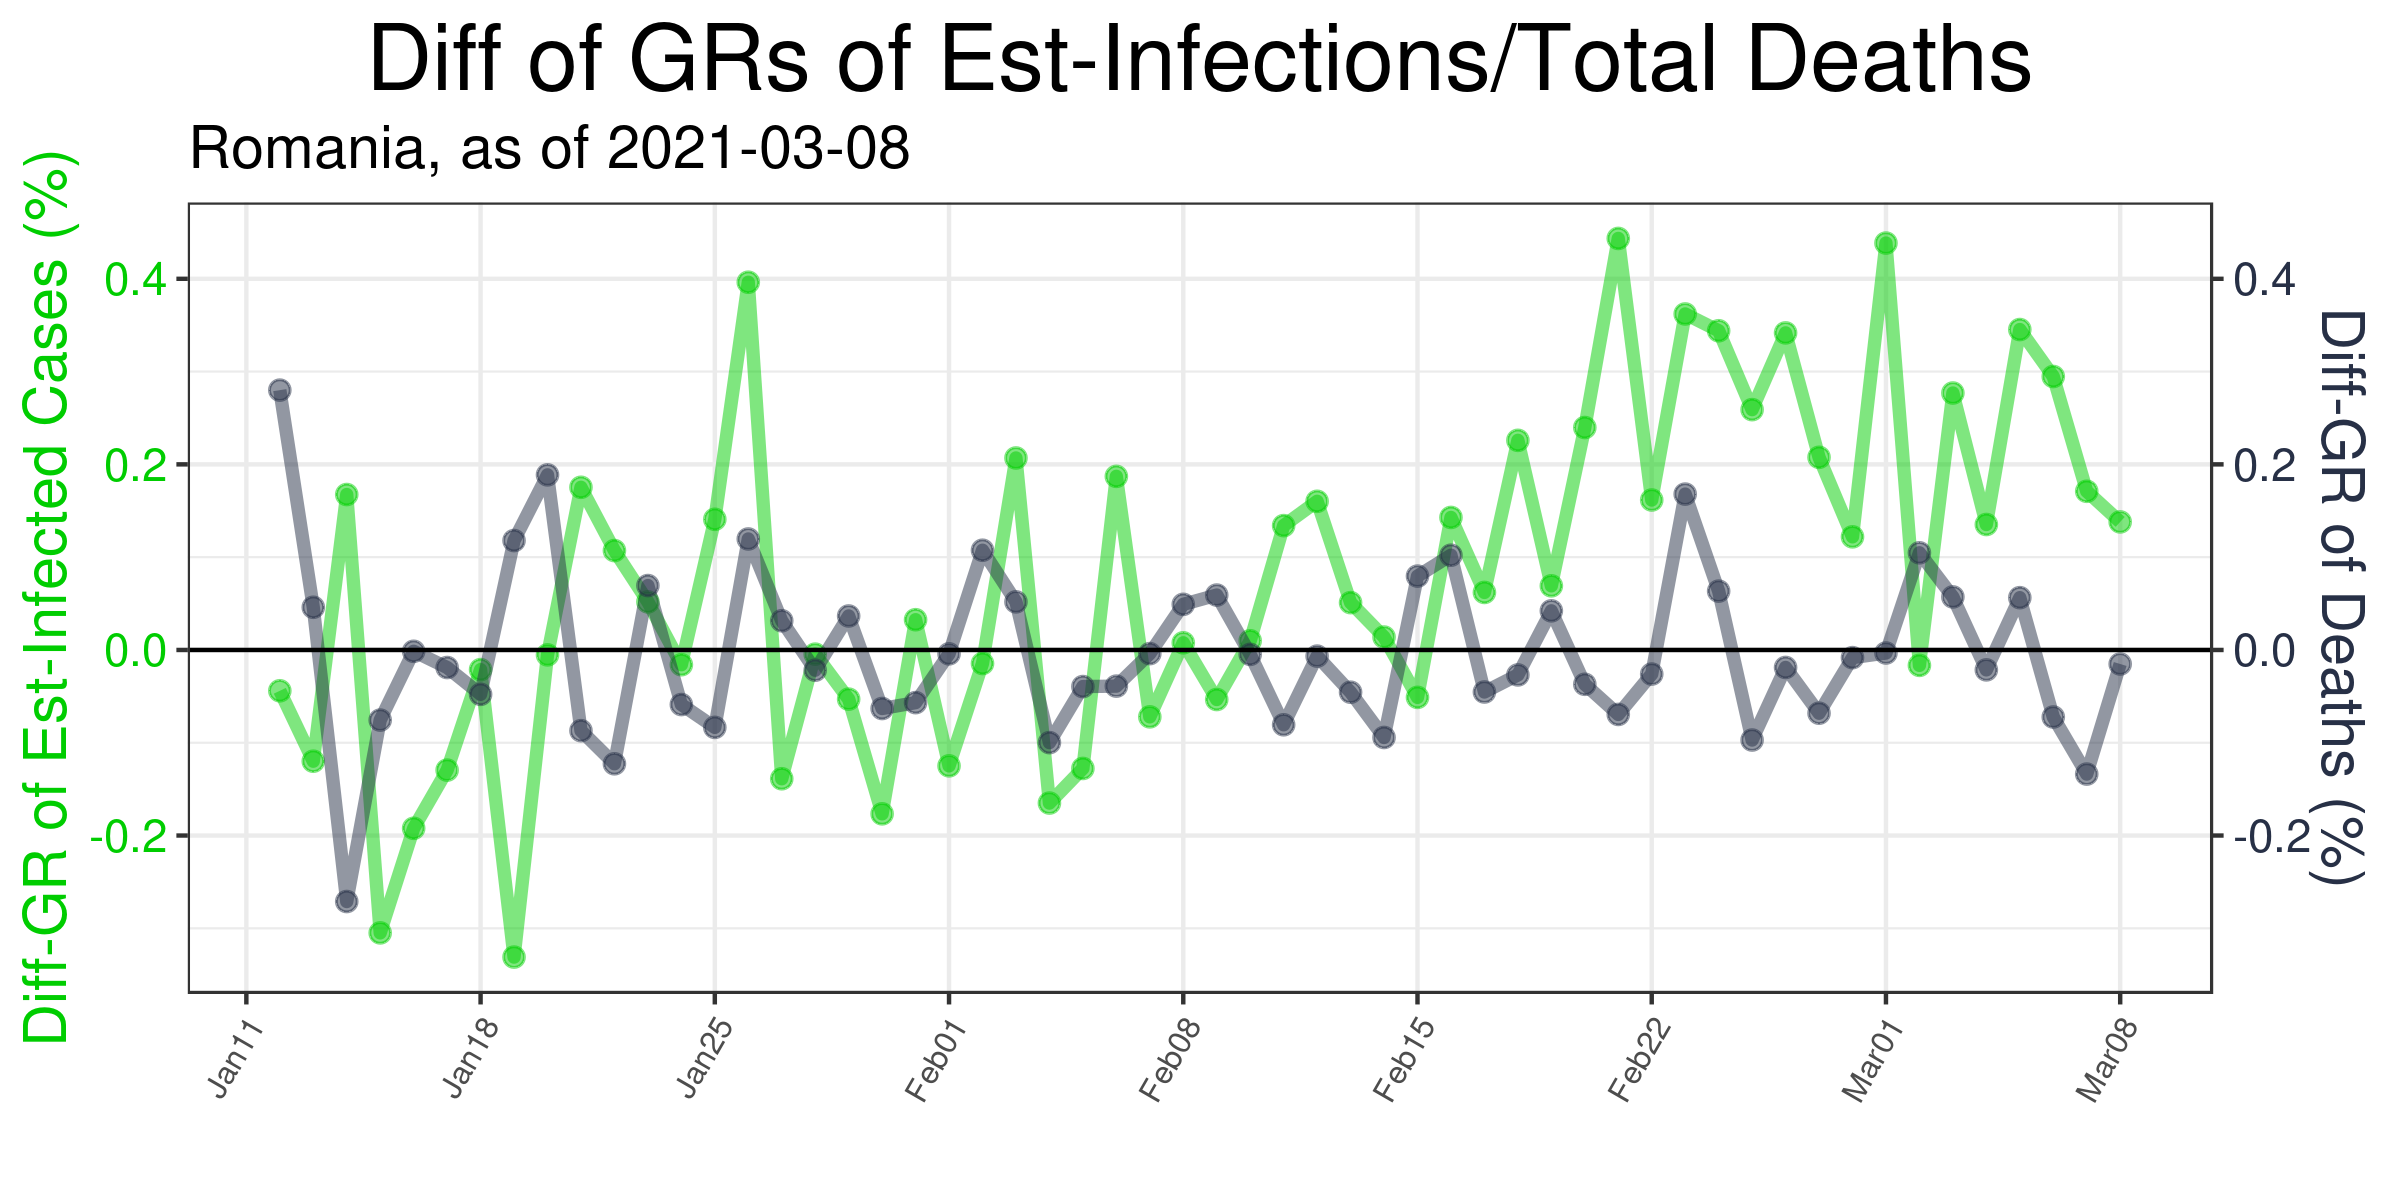 Diff of GRs of Est-Infections/Total Deaths
Romania, as of 2021-03-08
Diff-GR of Est-Infected Cases (%)
0.4
0.2
0.0
-0.2
0.4
0.2
0.0
-0.2
Diff-GR of Deaths (%)
Jan11
Jan18
Jan25
Feb01
Feb08
Feb15
Feb22
Mar01
Mar08